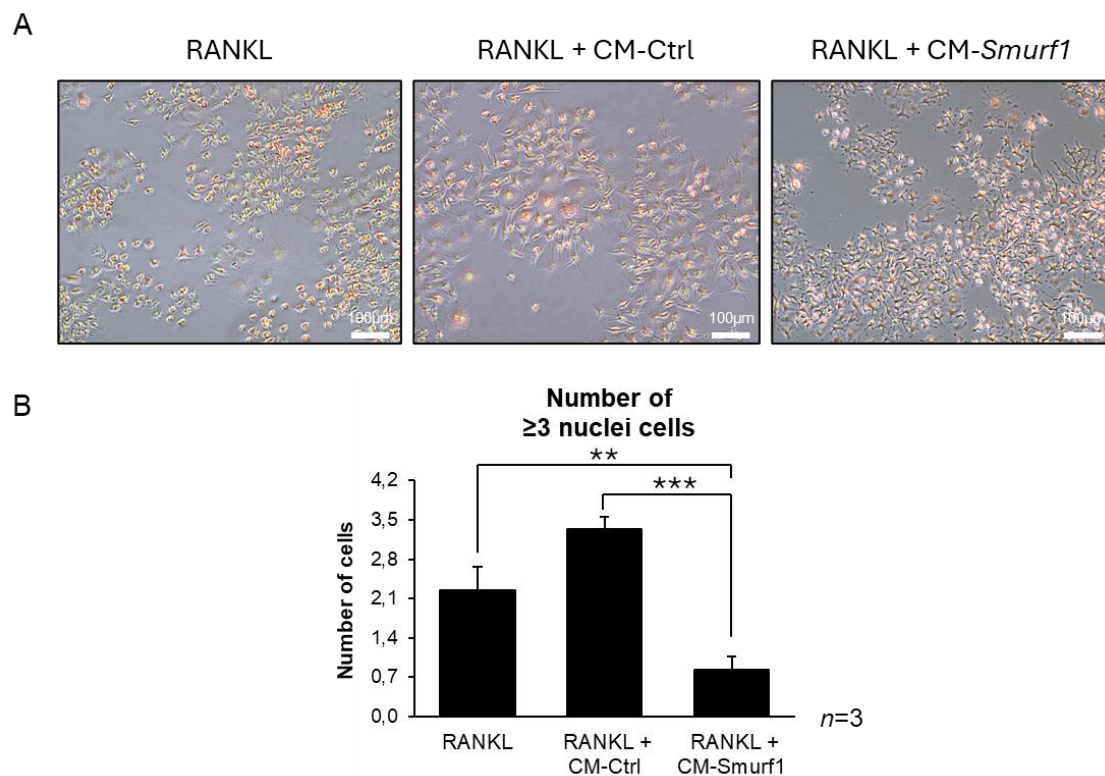 A
RANKL
RANKL + CM-Ctrl
RANKL + CM-Smurf1
100µm
100µm
100µm
B
Number of
≥3 nuclei cells
**
***
4,2
3,5
2,8
2,1
1,4
0,7
0,0
Number of cells
RANKL
RANKL +
CM-Ctrl
RANKL +
CM-Smurf1
n=3